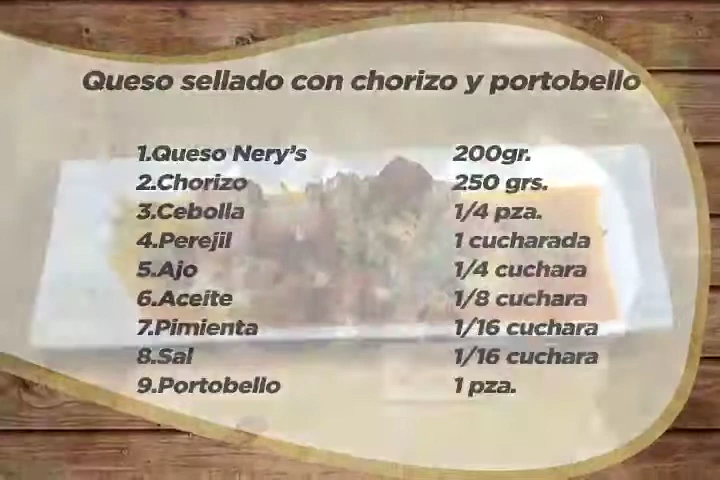 Queso sellado con chorizo y portobello
1.Queso Nery's 200gr.
2.Chorizo 250 grs.
3.Cebolla 1/4 pza.
4.Perejil 1 cucharada
5.Ajo 1/4 cuchara
6.Aceite 1/8 cuchara
7.Pimienta 1/16 cuchara
8.Sal 1/16 cuchara
9.Portobello 1 pza.